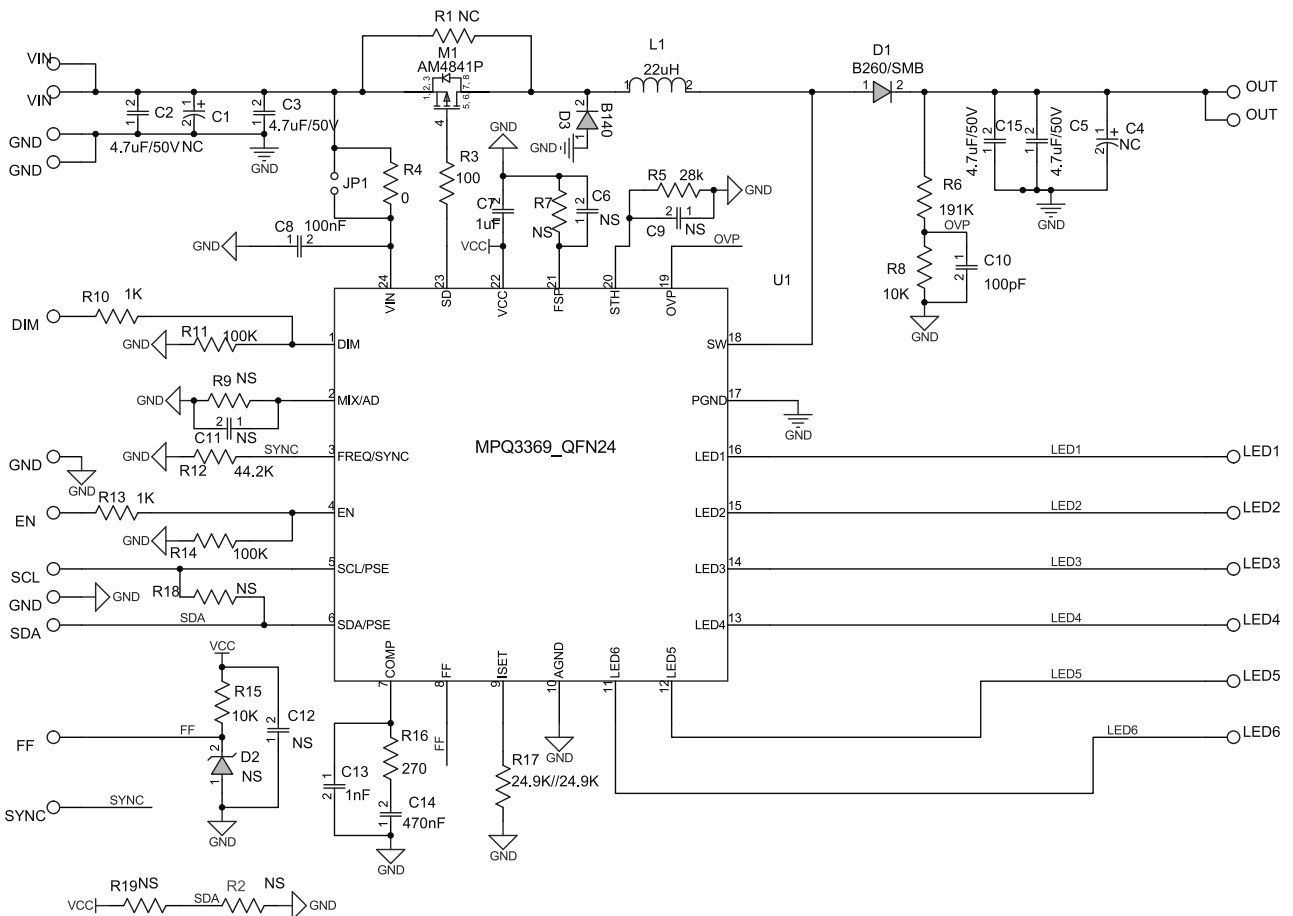 R1 NC
M1
AM4841P
L1
22uH
D1
B260/SMB
VIN
VIN
GND
GND
C2
4.7uF/50V
C1
NC
C3
4.7uF/50V
GND
1, 2, 3
5, 6, 7, 8
4
D3
B140
GND
1
2
1
2
OUT
OUT
C15
4.7uF/50V
C5
4.7uF/50V
C4
NC
GND
R6
191K
OVP
R8
10K
C10
100pF
GND
JP1
R4
0
R3
100
GND
C8
100nF
GND
C7
1uF
VCC
R7
NS
C6
NS
R5
28k
C9
NS
GND
OVP
U1
24
23
22
21
20
19
VIN
SD
VCC
FSP
STH
OVP
DIM
R10
1K
GND
R11
100K
1
DIM
GND
R9
NS
C11
NS
2
MIX/AD
GND
R12
44.2K
SYNC
3
FREQ/SYNC
GND
GND
EN
R13
1K
GND
R14
100K
4
EN
SCL
GND
GND
SDA
R18
NS
SDA
5
SCL/PSE
6
SDA/PSE
MPQ3369_QFN24
SW
18
PGND
17
GND
LED1
16
LED1
LED1
LED2
15
LED2
LED2
LED3
14
LED3
LED3
LED4
13
LED4
LED4
COMP
FF
ISET
AGND
LED6
LED5
7
8
9
10
11
12
LED5
LED5
LED6
LED6
VCC
R15
10K
C12
NS
FF
FF
D2
NS
GND
SYNC
SYNC
C13
1nF
R16
270
C14
470nF
GND
FF
R17
24.9K//24.9K
GND
GND
VCC
R19
NS
SDA
R2
NS
GND